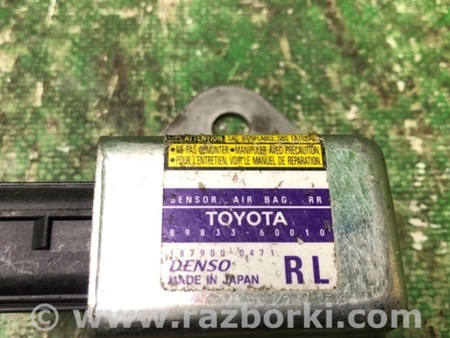 ATTENTION: SAC GONFLABLE SRS LATERAL
• NE PAS DEMONTER. • MANIPULER AVEC PRECAUTION.
• POUR L'ENTRETIEN, VOIR LE MANUEL DE REPARATION.
SENSOR, AIR BAG, RR
TOYOTA
89833-60010
187900-0471
DENSO
MADE IN JAPAN
RL
www.razborki.com